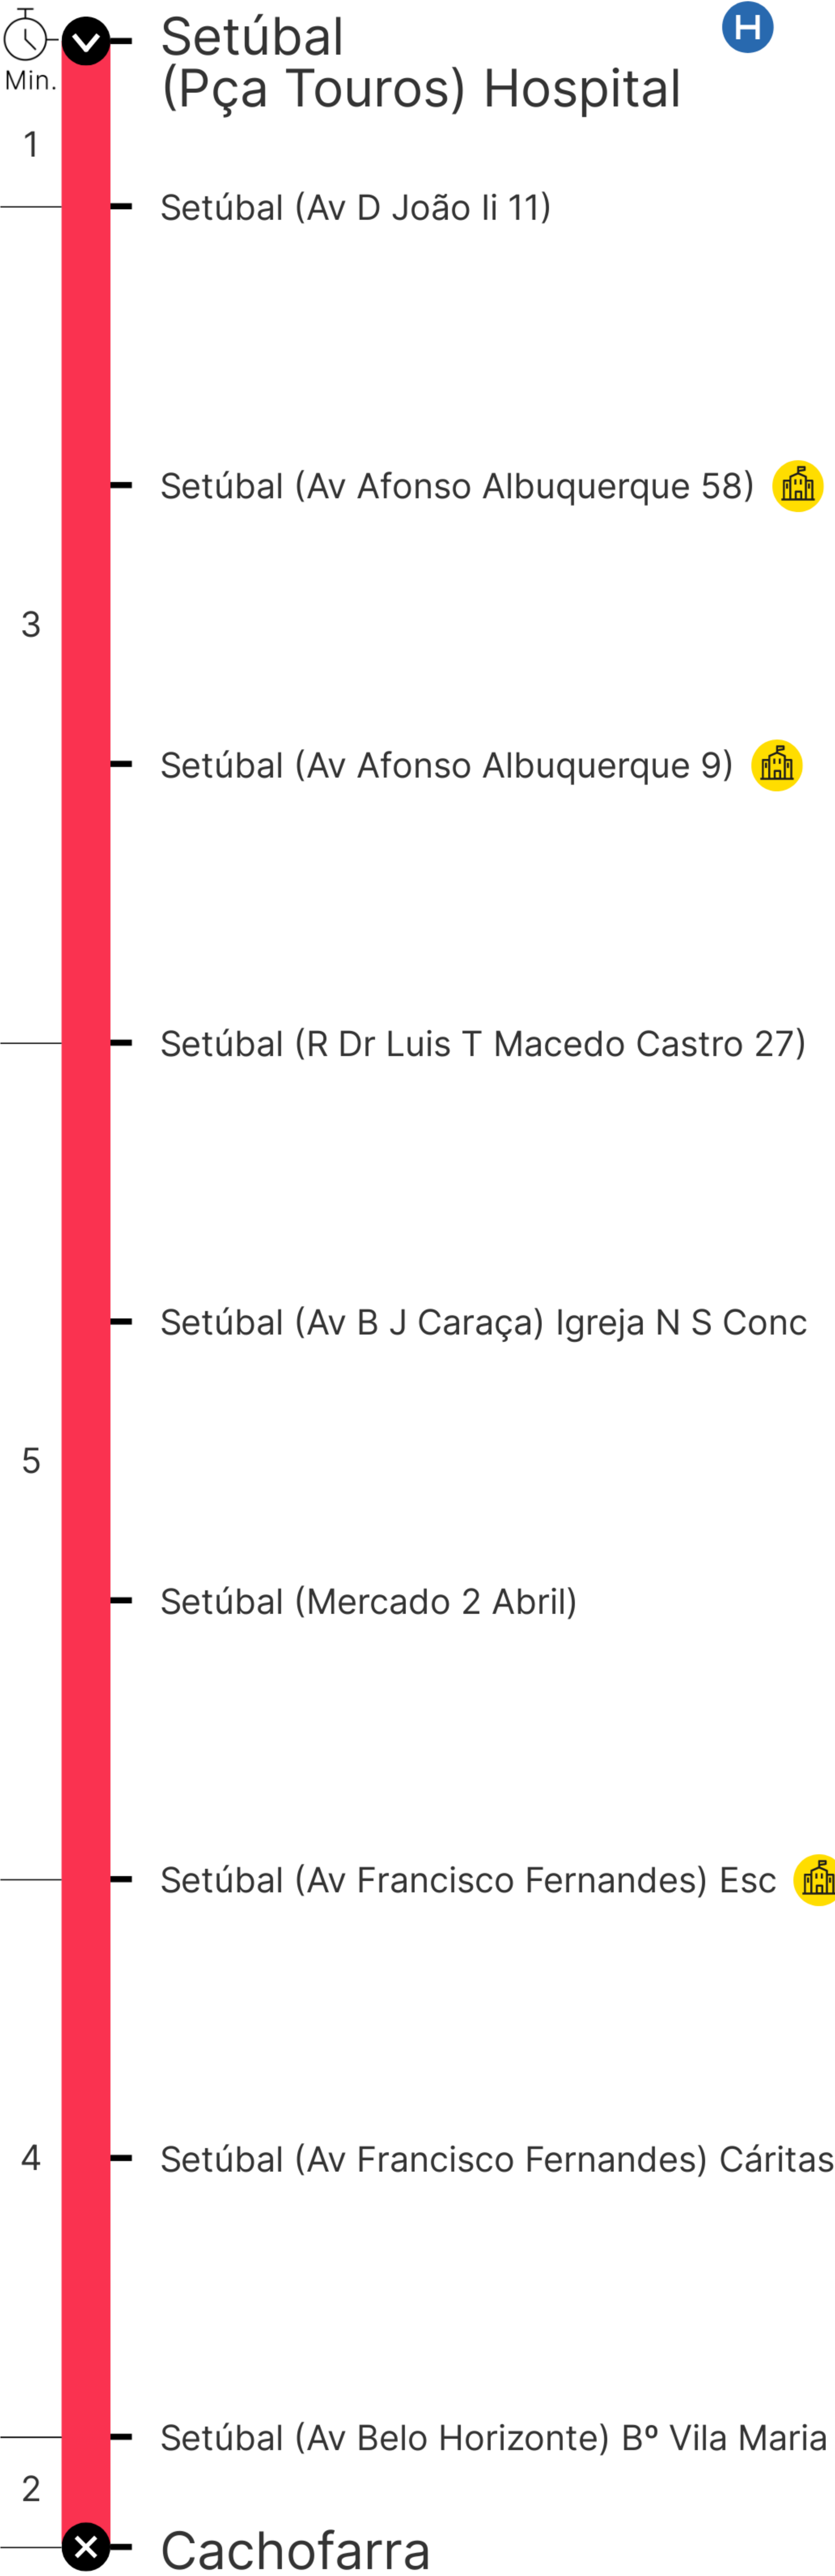 Setúbal
H
(Pça Touros) Hospital
Min.
1
Setúbal (Av D João Ii 11)
Setúbal (Av Afonso Albuquerque 58)
3
Setúbal (Av Afonso Albuquerque 9)
Setúbal (R Dr Luis T Macedo Castro 27)
Setúbal (Av B J Caraça) Igreja N S Conc
5
Setúbal (Mercado 2 Abril)
Setúbal (Av Francisco Fernandes) Esc
4
Setúbal (Av Francisco Fernandes) Cáritas
Setúbal (Av Belo Horizonte) Bº Vila Maria
2
Cachofarra